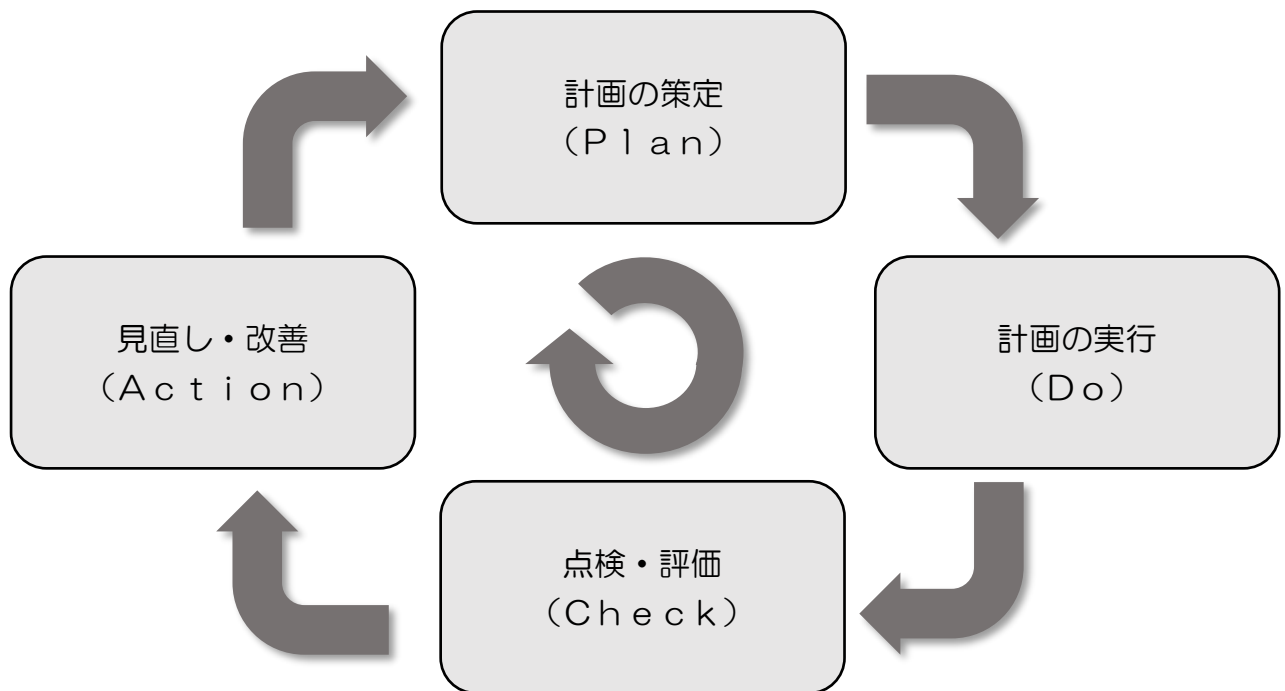 計画の策定
（Ｐｌａｎ）
計画の実行
（Ｄｏ）
点検・評価
（Ｃｈｅｃｋ）
見直し・改善
（Ａｃｔｉｏｎ）